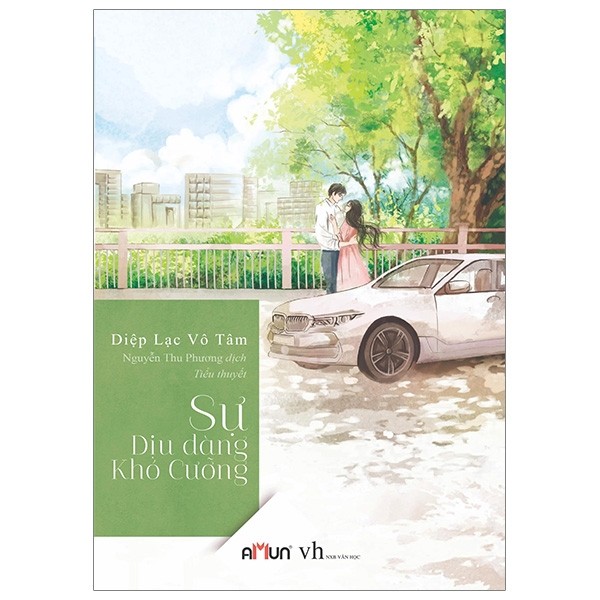 Diệp Lạc Vô Tâm
Nguyễn Thu Phương dịch
Tiểu thuyết
Sự
Dịu dàng
Khó Cưỡng
AMUN vh NXB VĂN HỌC